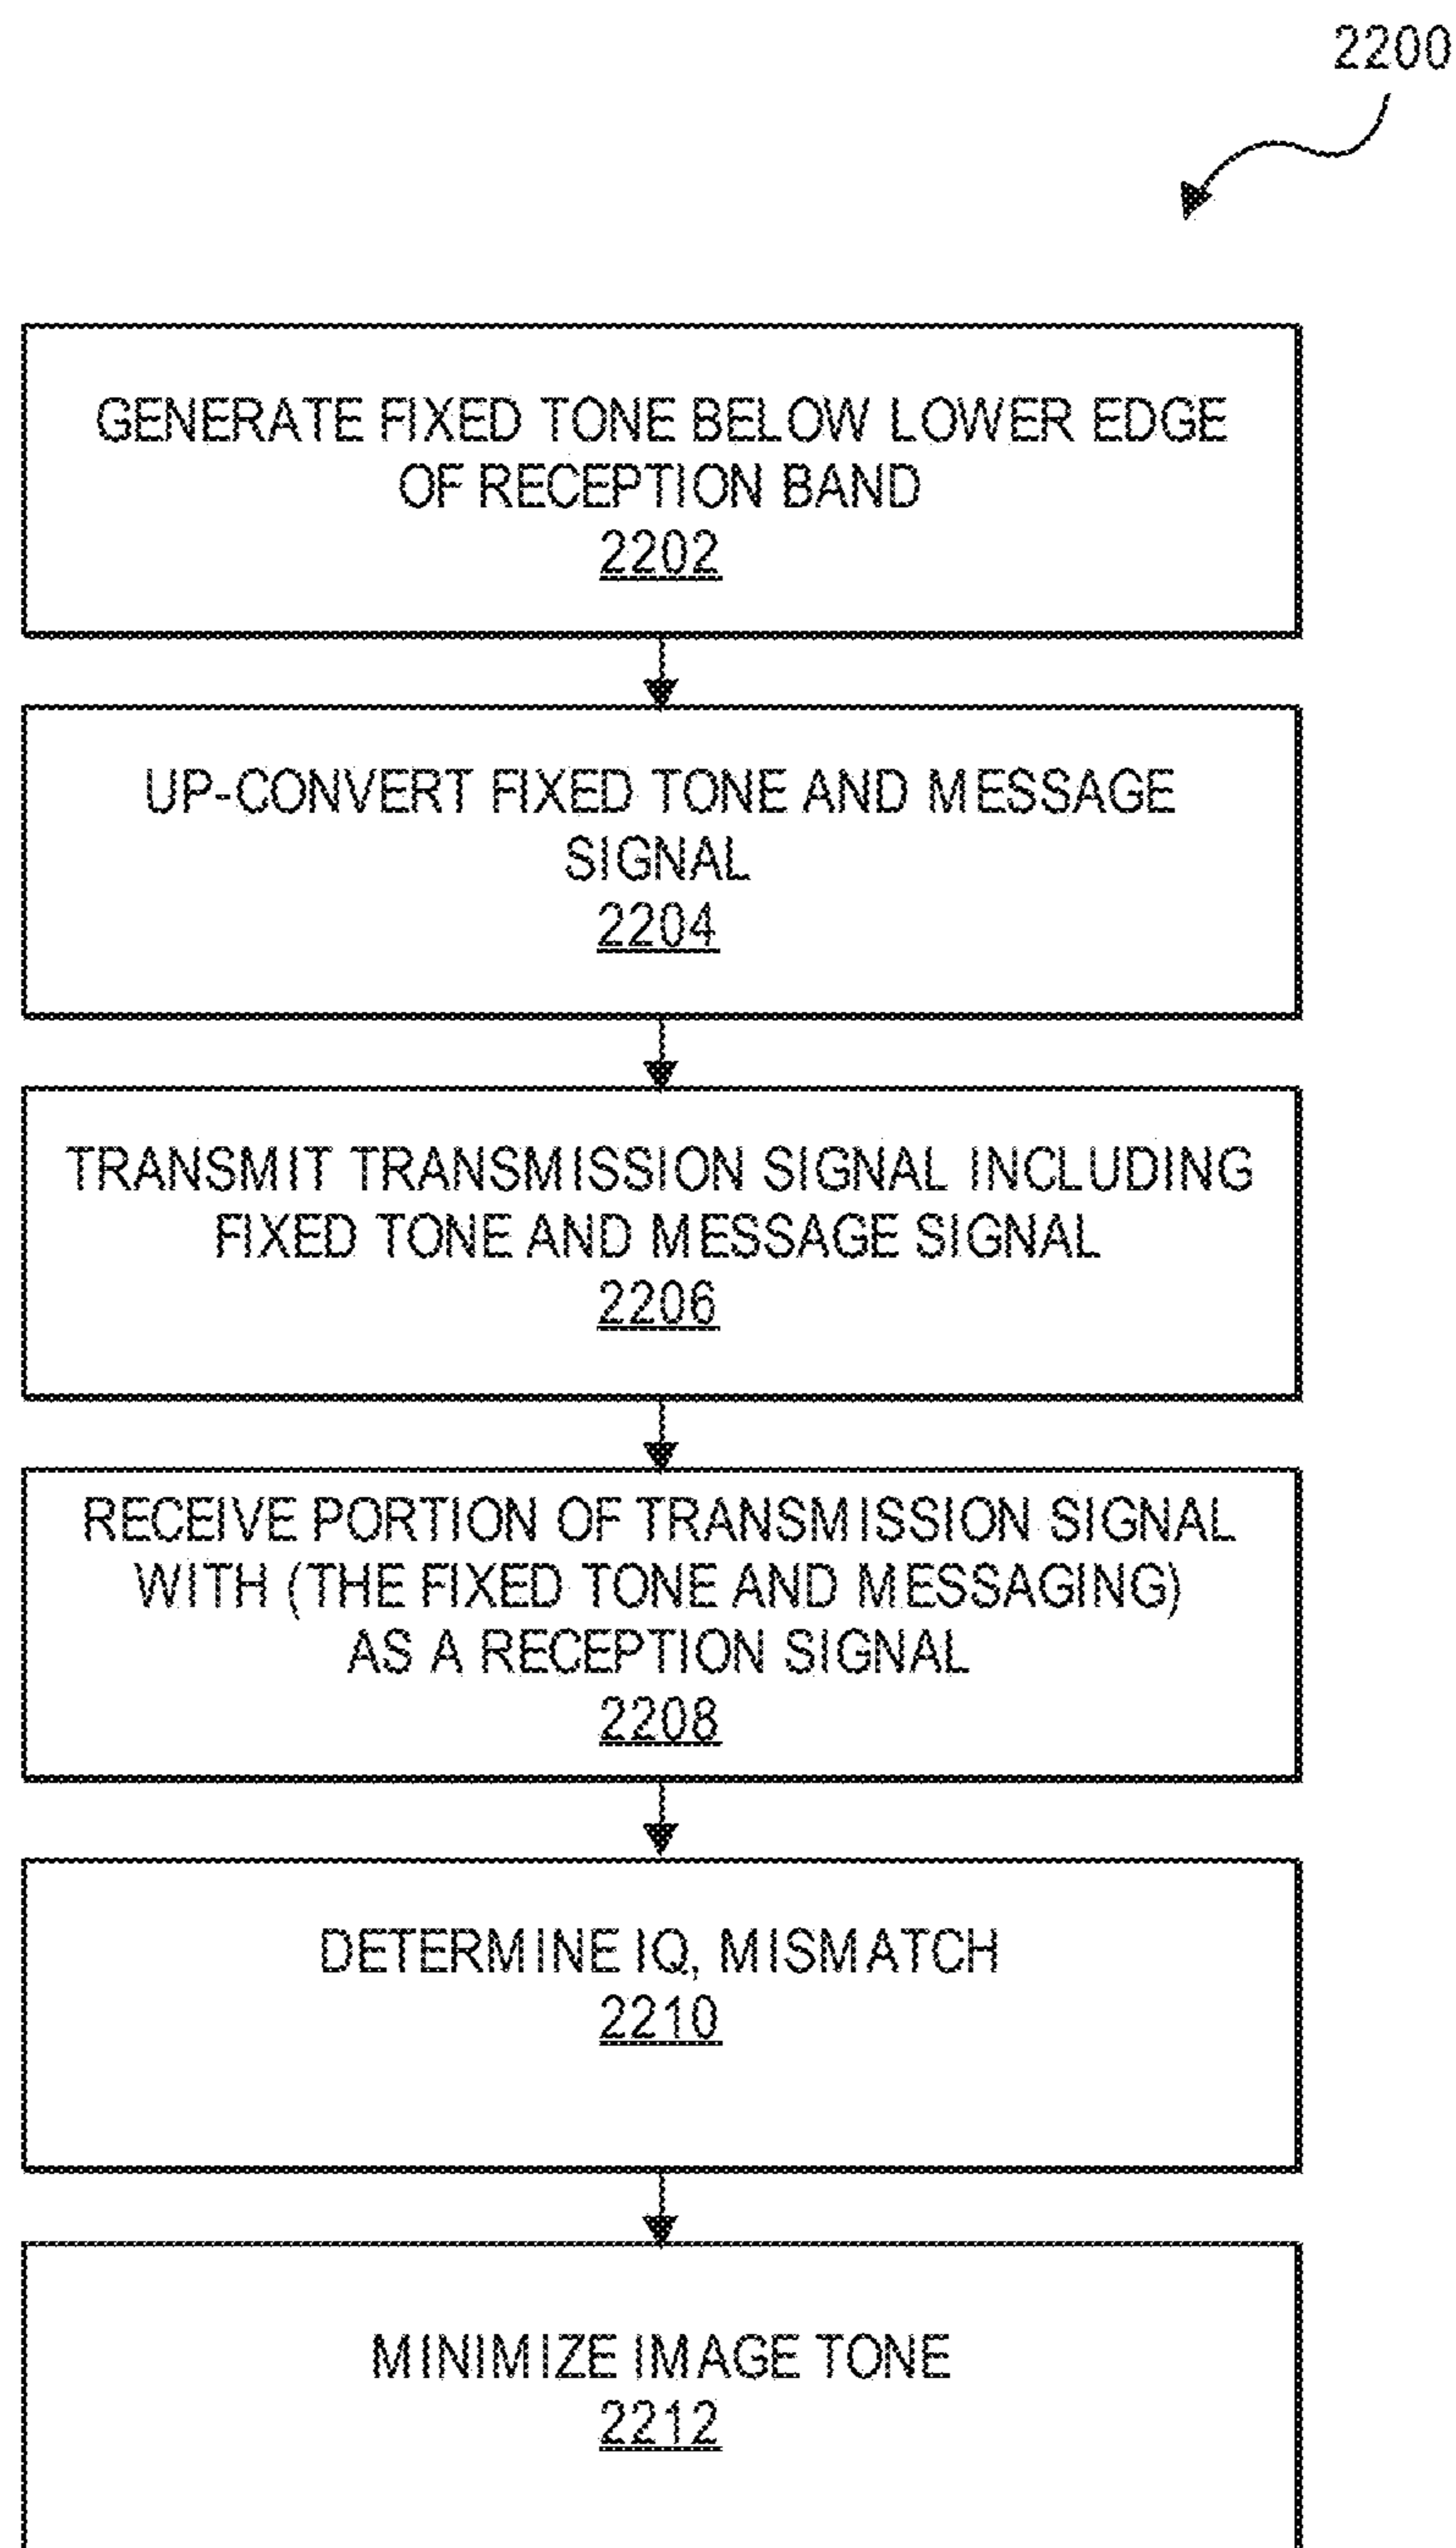 2200
GENERATE FIXED TONE BELOW LOWER EDGE
OF RECEPTION BAND
2202
UP-CONVERT FIXED TONE AND MESSAGE
SIGNAL
2204
TRANSMIT TRANSMISSION SIGNAL INCLUDING
FIXED TONE AND MESSAGE SIGNAL
2206
RECEIVE PORTION OF TRANSMISSION SIGNAL
WITH (THE FIXED TONE AND MESSAGING)
AS A RECEPTION SIGNAL
2208
DETERMINE IQ, MISMATCH
2210
MINIMIZE IMAGE TONE
2212